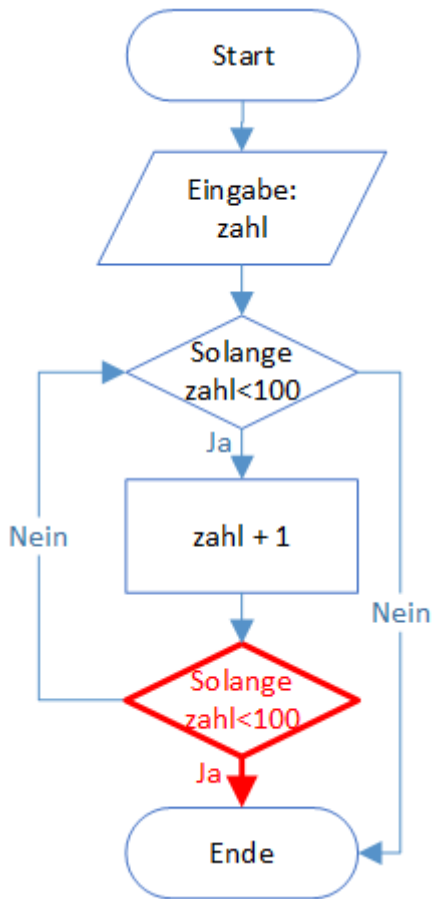 Start
Eingabe:
zahl
Solange
zahl<100
Ja
Nein
zahl + 1
Nein
Solange
zahl<100
Ja
Ende